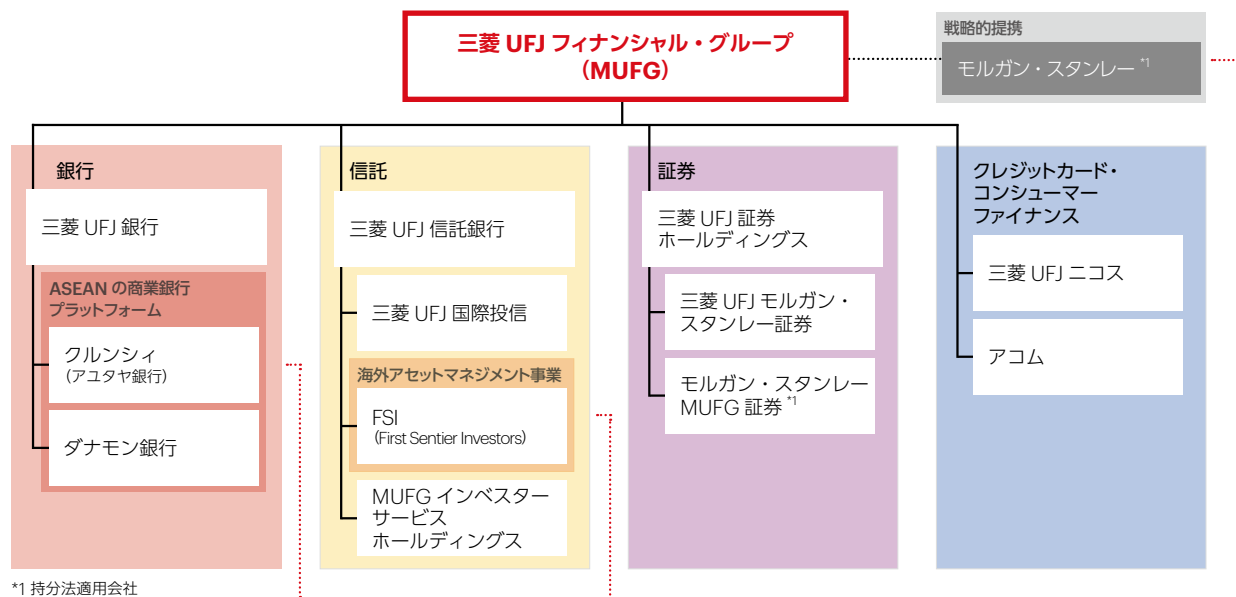 三菱 UFJ フィナンシャル・グループ
(MUFG)
戦略的提携
モルガン・スタンレー *1
銀行
三菱 UFJ 銀行
ASEAN の商業銀行
プラットフォーム
クルンシィ
(アユタヤ銀行)
ダナモン銀行
信託
三菱 UFJ 信託銀行
三菱 UFJ 国際投信
海外アセットマネジメント事業
FSI
(First Sentier Investors)
MUFG インベスター
サービス
ホールディングス
証券
三菱 UFJ 証券
ホールディングス
三菱 UFJ モルガン・
スタンレー証券
モルガン・スタンレー
MUFG 証券 *1
クレジットカード・
コンシューマー
ファイナンス
三菱 UFJ ニコス
アコム
*1 持分法適用会社